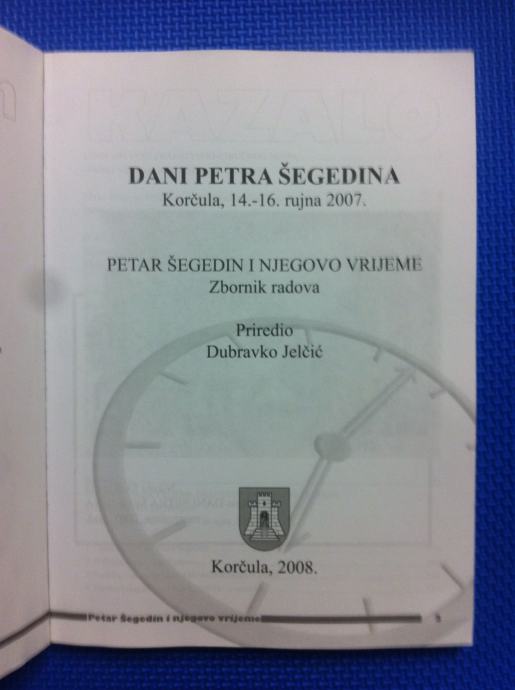 DANI PETRA ŠEGEDINA
Korčula, 14.-16. rujna 2007.
PETAR ŠEGEDIN I NJEGOVO VRIJEME
Zbornik radova
Priredio
Dubravko Jelčić
Korčula, 2008.
Petar Šegedin i njegovo vrijeme